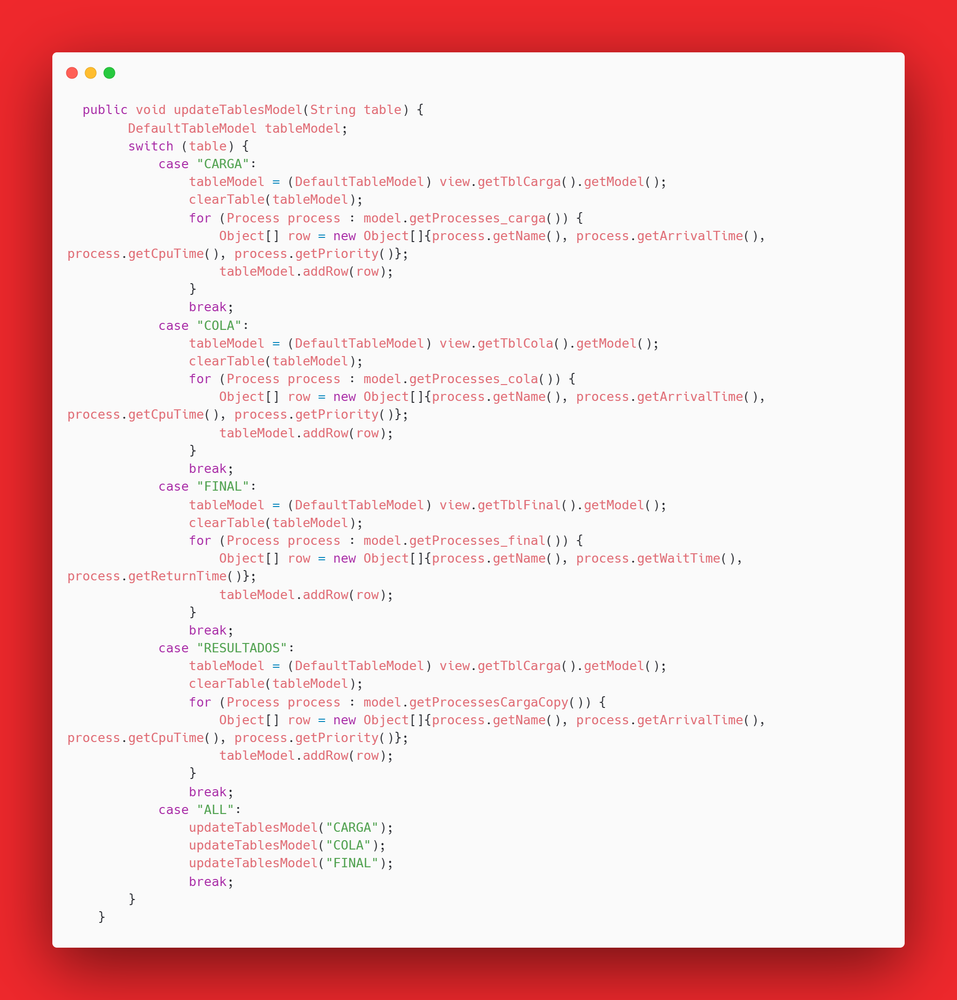 public void updateTablesModel(String table) {
DefaultTableModel tableModel;
switch (table) {
case "CARGA":
tableModel = (DefaultTableModel) view.getTblCarga().getModel();
clearTable(tableModel);
for (Process process : model.getProcesses_carga()) {
Object[] row = new Object[]{process.getName(), process.getArrivalTime(),
process.getCpuTime(), process.getPriority()};
tableModel.addRow(row);
}
break;
case "COLA":
tableModel = (DefaultTableModel) view.getTblCola().getModel();
clearTable(tableModel);
for (Process process : model.getProcesses_cola()) {
Object[] row = new Object[]{process.getName(), process.getArrivalTime(),
process.getCpuTime(), process.getPriority()};
tableModel.addRow(row);
}
break;
case "FINAL":
tableModel = (DefaultTableModel) view.getTblFinal().getModel();
clearTable(tableModel);
for (Process process : model.getProcesses_final()) {
Object[] row = new Object[]{process.getName(), process.getWaitTime(),
process.getReturnTime()};
tableModel.addRow(row);
}
break;
case "RESULTADOS":
tableModel = (DefaultTableModel) view.getTblCarga().getModel();
clearTable(tableModel);
for (Process process : model.getProcessesCargaCopy()) {
Object[] row = new Object[]{process.getName(), process.getArrivalTime(),
process.getCpuTime(), process.getPriority()};
tableModel.addRow(row);
}
break;
case "ALL":
updateTablesModel("CARGA");
updateTablesModel("COLA");
updateTablesModel("FINAL");
break;
}
}